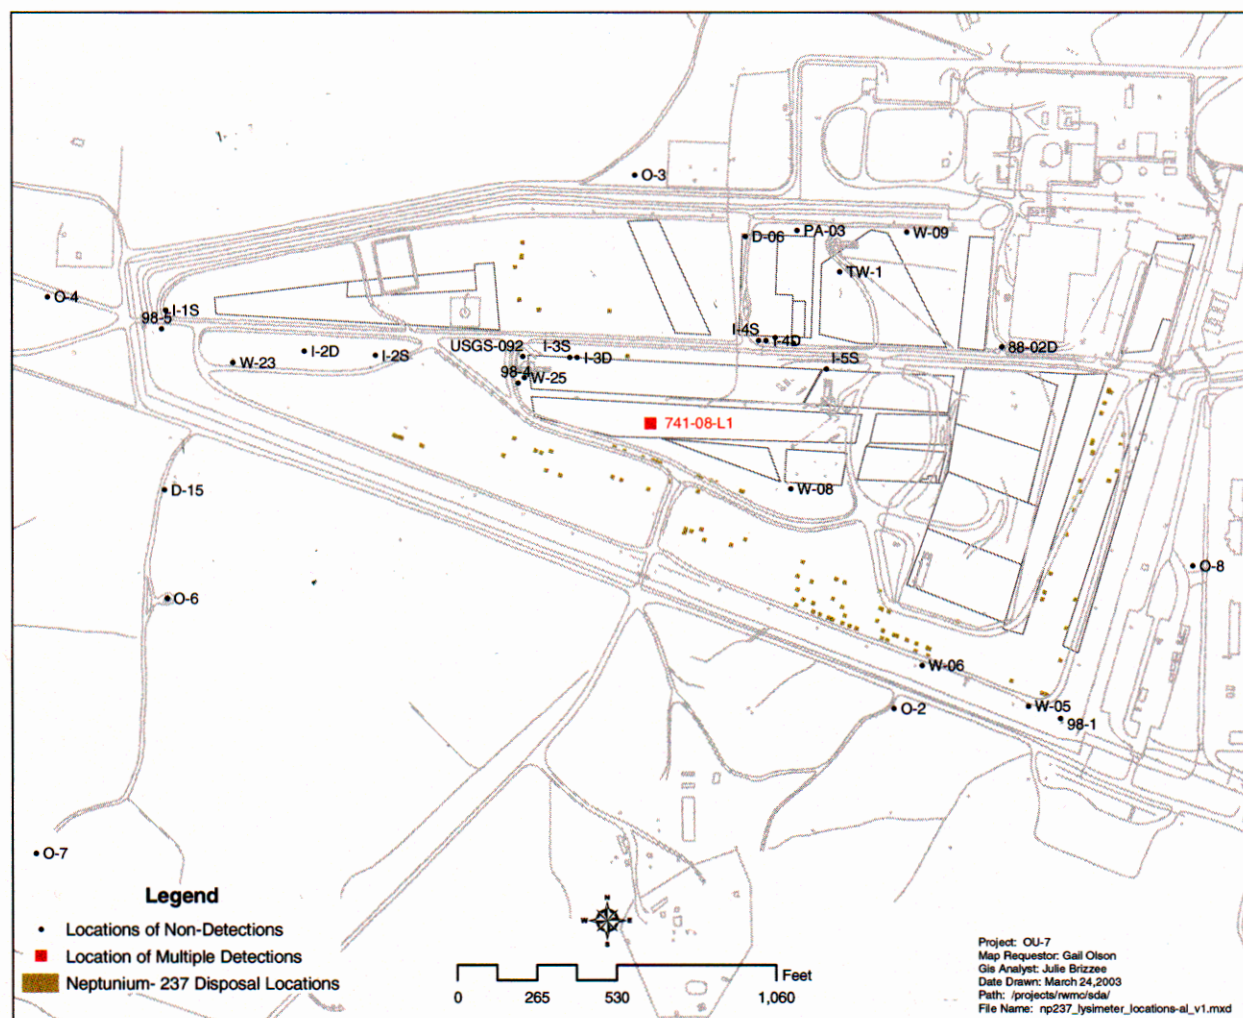 O-3
PA-03
W-09
D-06
TW-1
O-4
I-1S
98-5
I-4S
I-4D
USGS-092
I-3S
I-3D
I-2D
I-2S
W-23
88-02D
I-5S
98-4
W-25
741-08-L1
W-08
D-15
O-8
O-6
W-06
W-05
O-2
98-1
O-7
Legend
Locations of Non-Detections
Location of Multiple Detections
Neptunium- 237 Disposal Locations
N
W E
S
Feet
0 265 530 1,060
Project: OU-7
Map Requestor: Gail Olson
Gis Analyst: Julie Brizzee
Date Drawn: March 24,2003
Path: /projects/rwmc/sda/
File Name: np237_lysimeter_locations-al_v1.mxd